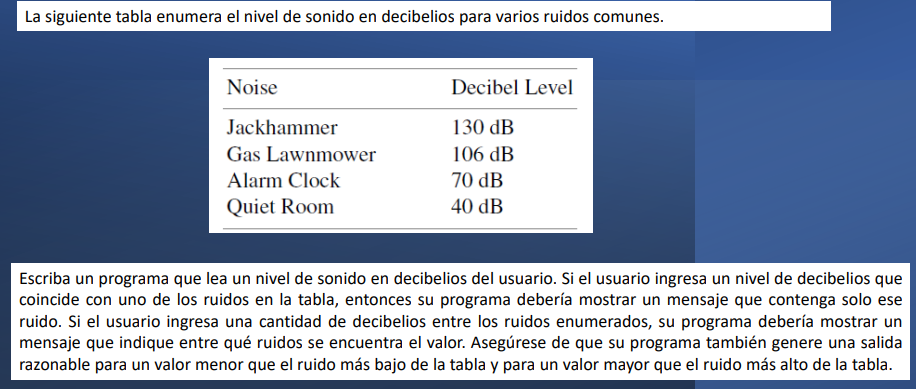 La siguiente tabla enumera el nivel de sonido en decibelios para varios ruidos comunes.
Noise Decibel Level
Jackhammer 130 dB
Gas Lawnmower 106 dB
Alarm Clock 70 dB
Quiet Room 40 dB
Escriba un programa que lea un nivel de sonido en decibelios del usuario. Si el usuario ingresa un nivel de decibelios que
coincide con uno de los ruidos en la tabla, entonces su programa debería mostrar un mensaje que contenga solo ese
ruido. Si el usuario ingresa una cantidad de decibelios entre los ruidos enumerados, su programa debería mostrar un
mensaje que indique entre qué ruidos se encuentra el valor. Asegúrese de que su programa también genere una salida
razonable para un valor menor que el ruido más bajo de la tabla y para un valor mayor que el ruido más alto de la tabla.